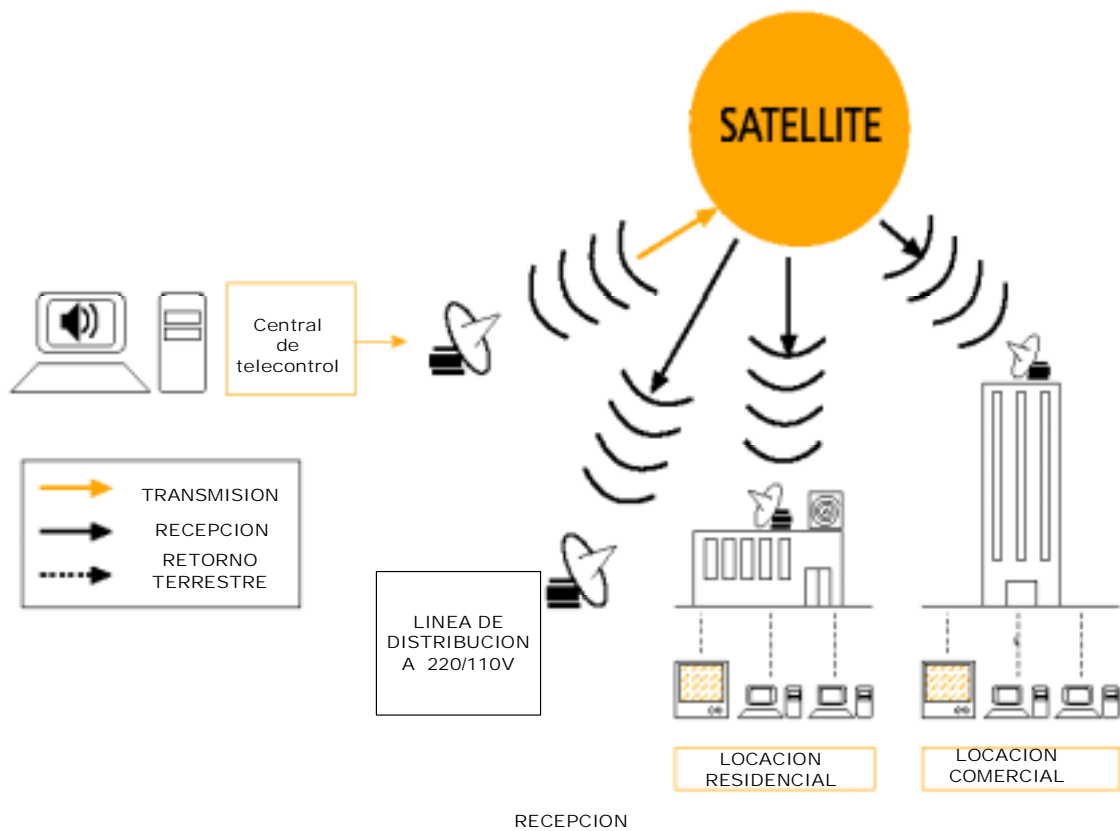 SATELLITE
Central
de
telecontrol
TRANSMISION
RECEPCION
RETORNO
TERRESTRE
LINEA DE
DISTRIBUCION
A 220/110V
LOCACION
RESIDENCIAL
LOCACION
COMERCIAL
RECEPCION